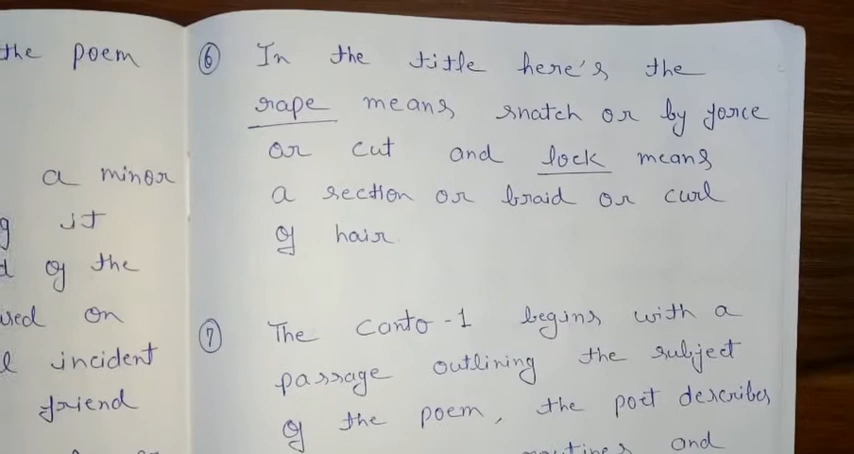 the poem
a minor
it
of the
on
incident
friend
⑥ In the title here's the
rape means snatch or by force
or cut and lock means
a section or braid or curl
of hair
⑦ The Canto-1 begins with a
passage outlining the subject
of the poem, the poet describes
and